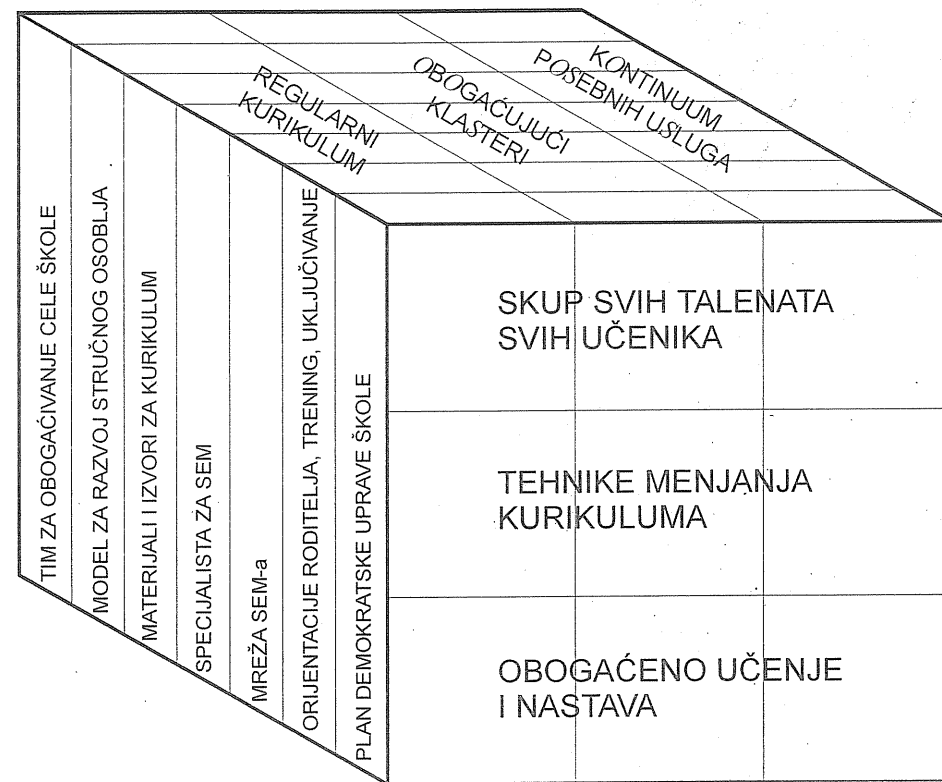 REGULARNI
KURIKULUM
OBOGAĆUJUĆI
KLASTERI
KONTINUUM
POSEBNIH USLUGA
TIM ZA OBOGAĆIVANJE CELE ŠKOLE
MODEL ZA RAZVOJ STRUČNOG OSOBLJA
MATERIJALI I IZVORI ZA KURIKULUM
SPECIJALISTA ZA SEM
MREŽA SEM-a
ORIJENTACIJE RODITELJA, TRENING, UKLJUČIVANJE
PLAN DEMOKRATSKE UPRAVE ŠKOLE
SKUP SVIH TALENATA
SVIH UČENIKA
TEHNIKE MENJANJA
KURIKULUMA
OBOGAĆENO UČENJE
I NASTAVA